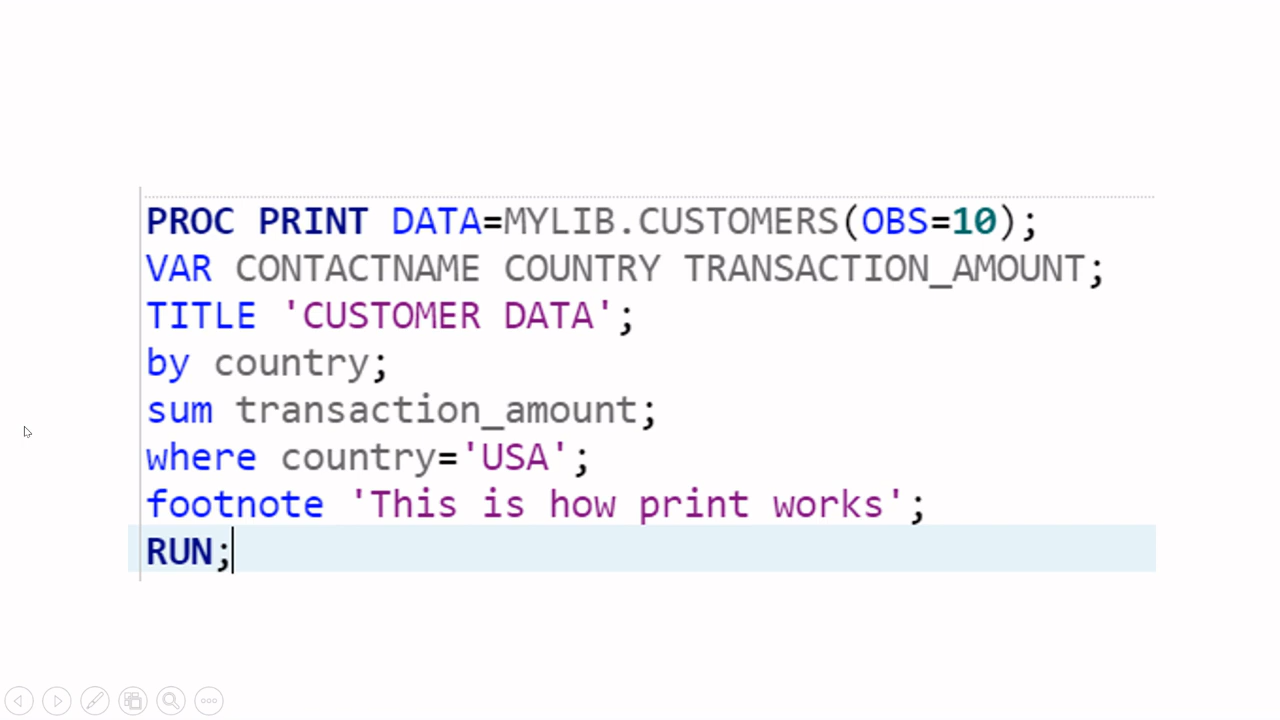 PROC PRINT DATA=MYLIB.CUSTOMERS(OBS=10);
VAR CONTACTNAME COUNTRY TRANSACTION_AMOUNT;
TITLE 'CUSTOMER DATA';
by country;
sum transaction_amount;
where country='USA';
footnote 'This is how print works';
RUN;